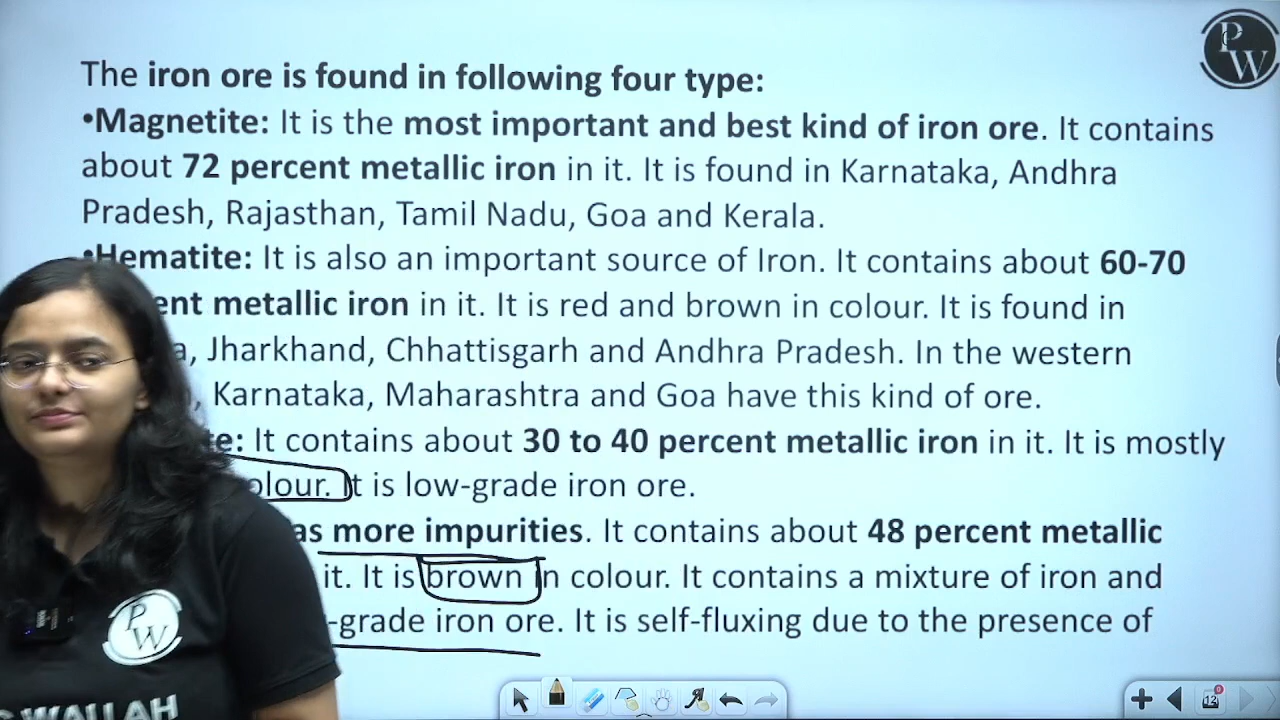 The iron ore is found in following four type:
•Magnetite: It is the most important and best kind of iron ore. It contains
about 72 percent metallic iron in it. It is found in Karnataka, Andhra
Pradesh, Rajasthan, Tamil Nadu, Goa and Kerala.
•Hematite: It is also an important source of Iron. It contains about 60-70
ent metallic iron in it. It is red and brown in colour. It is found in
a, Jharkhand, Chhattisgarh and Andhra Pradesh. In the western
, Karnataka, Maharashtra and Goa have this kind of ore.
te: It contains about 30 to 40 percent metallic iron in it. It is mostly
olour. It is low-grade iron ore.
as more impurities. It contains about 48 percent metallic
it. It is brown in colour. It contains a mixture of iron and
-grade iron ore. It is self-fluxing due to the presence of
PW
PW
WALLAH
12